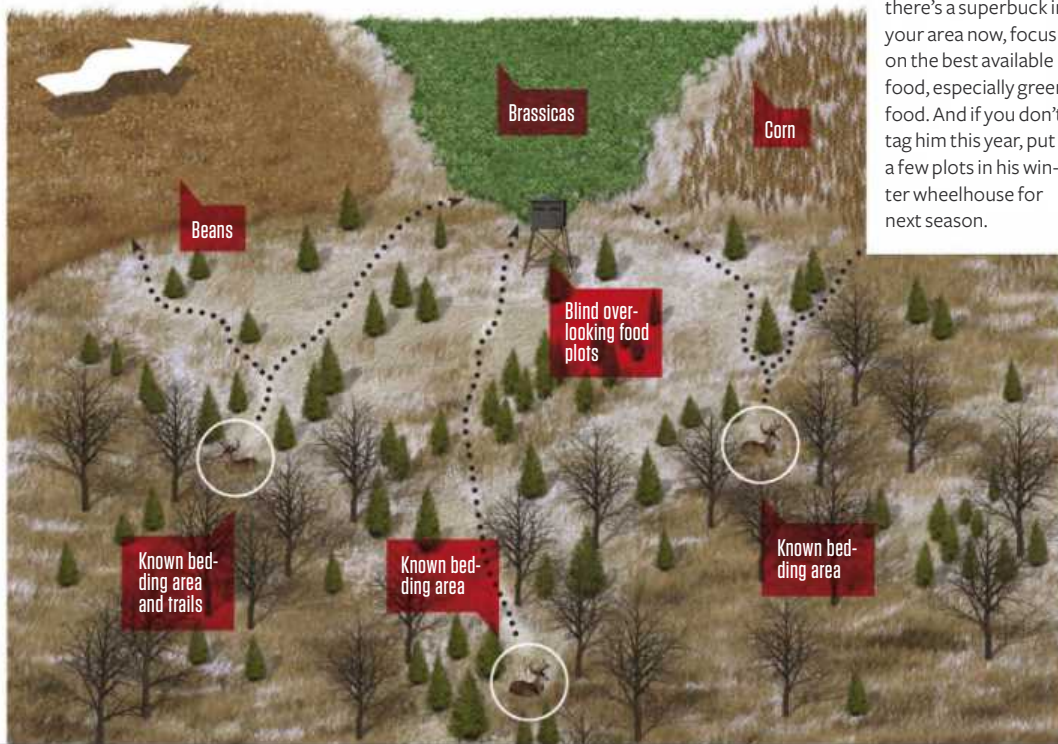 there's a superbuck in
your area now, focus
on the best available
food, especially green
food. And if you don't
tag him this year, put
a few plots in his win-
ter wheelhouse for
next season.
Brassicas
Corn
Beans
Blind over-
looking food
plots
Known bed-
ding area
and trails
Known bed-
ding area
Known bed-
ding area